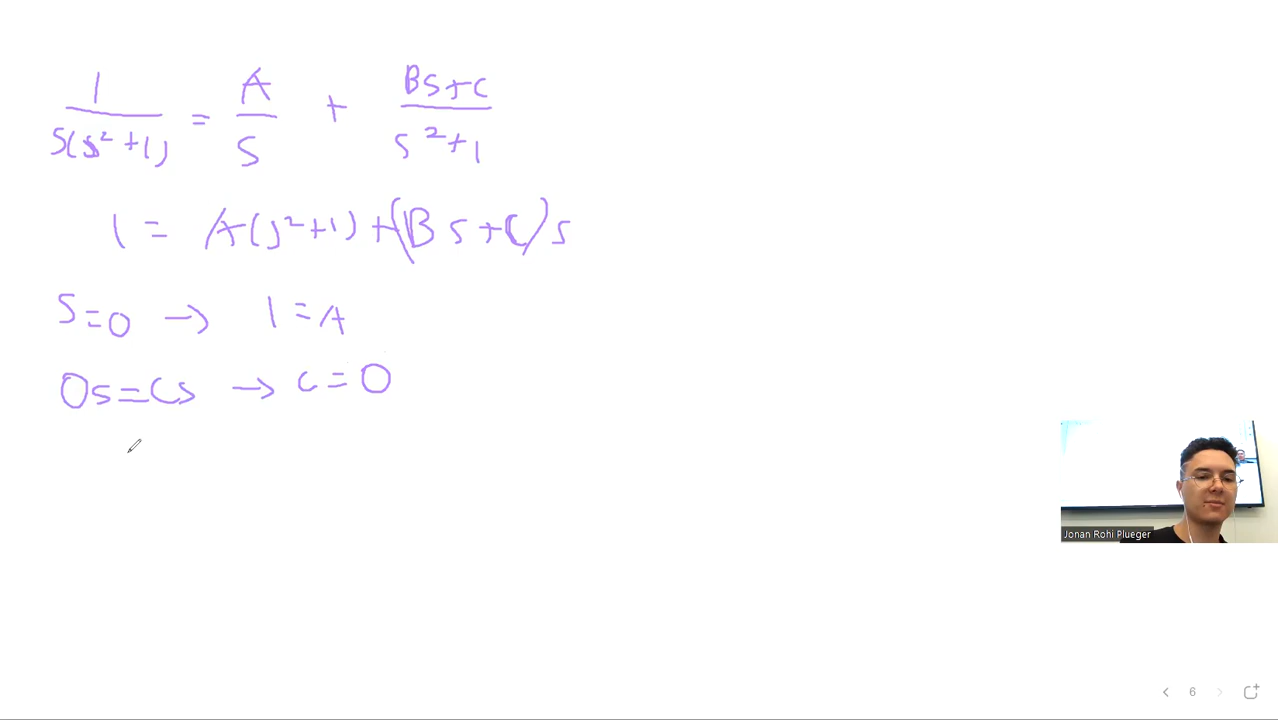 1/(s(s²+1)) = A/s + (Bs+C)/(s²+1)
1 = A(s²+1)+(Bs+C)s
s=0 → 1=A
0s=Cs → c=0
Jonan Rohi Plueger
6